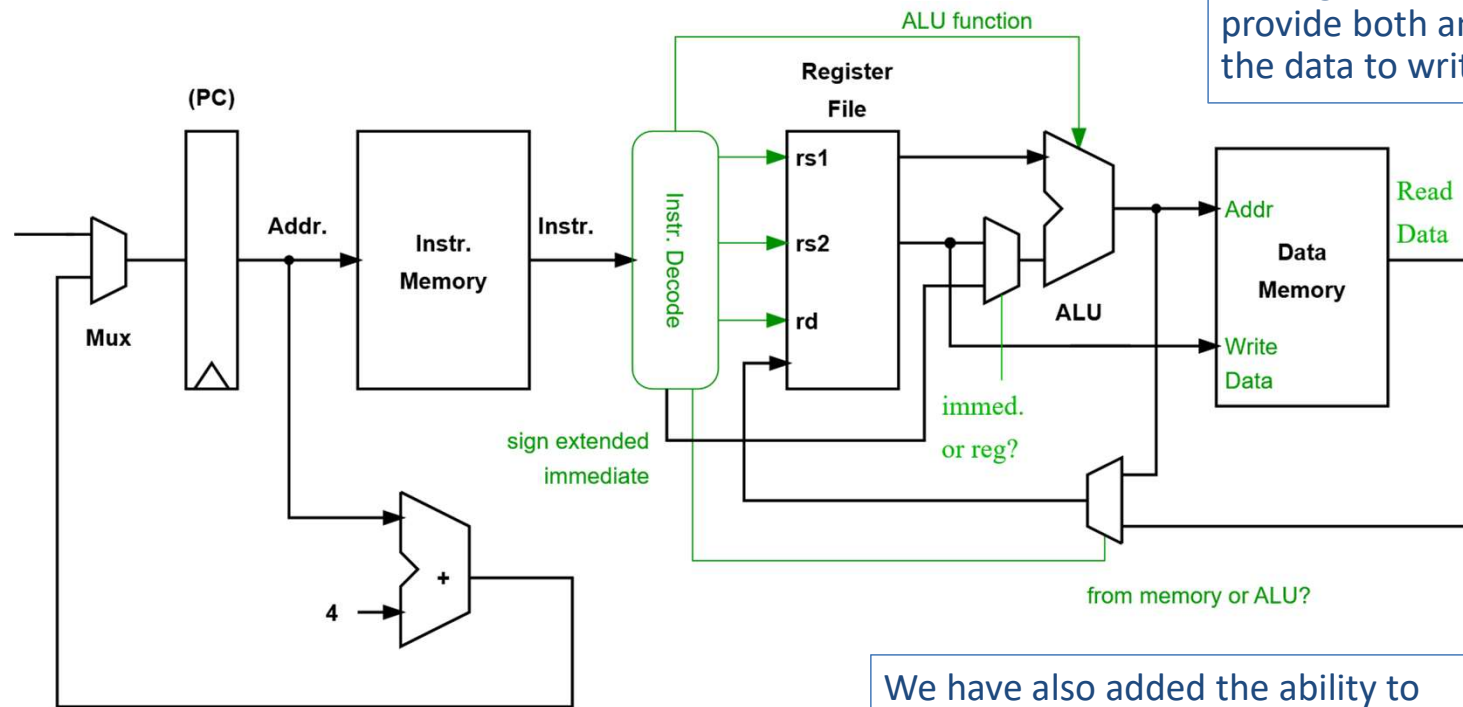 ALU function
provide both a
the data to writ
Register
File
(PC)
rs1
Read
Addr.
Instr.
Addr
Instr.
Memory
Instr. Decode
rs2
Data
Data
Memory
Mux
rd
ALU
Write
Data
immed.
or reg?
sign extended
immediate
+
4
from memory or ALU?
We have also added the ability to